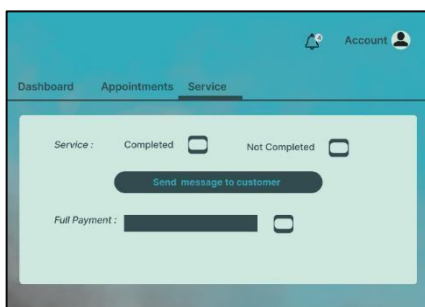 Account
Dashboard Appointments Service
Service : Completed Not Completed
Send message to customer
Full Payment :